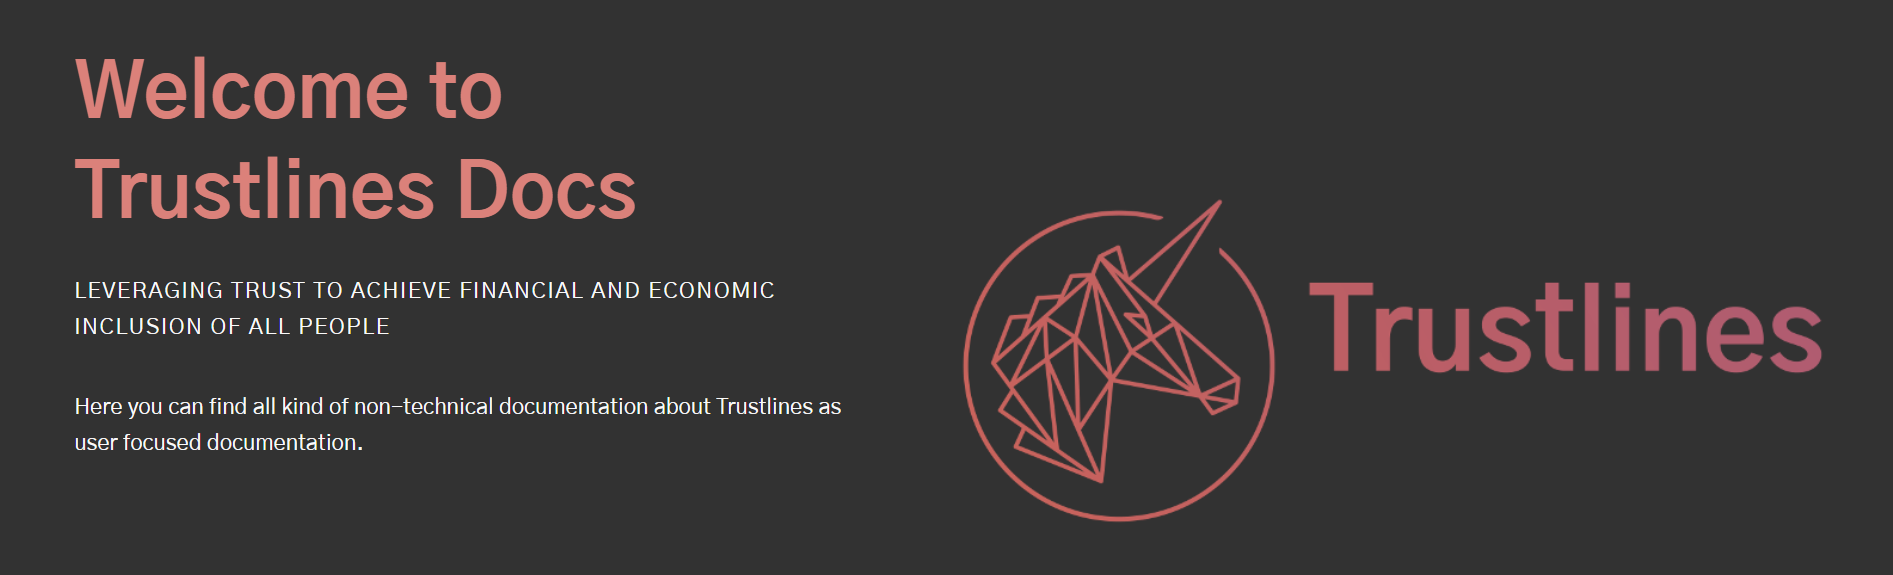 Welcome to
Trustlines Docs
LEVERAGING TRUST TO ACHIEVE FINANCIAL AND ECONOMIC
INCLUSION OF ALL PEOPLE
Here you can find all kind of non-technical documentation about Trustlines as
user focused documentation.
Trustlines